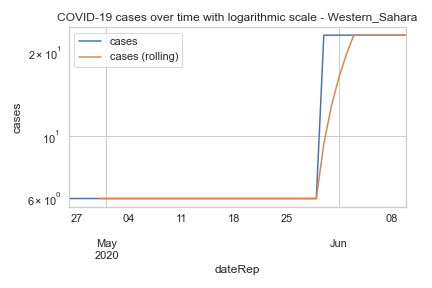 COVID-19 cases over time with logarithmic scale - Western_Sahara
cases
cases (rolling)
2 × 10¹
10¹
6 × 10⁰
cases
27 04 11 18 25 08
May Jun
2020
dateRep